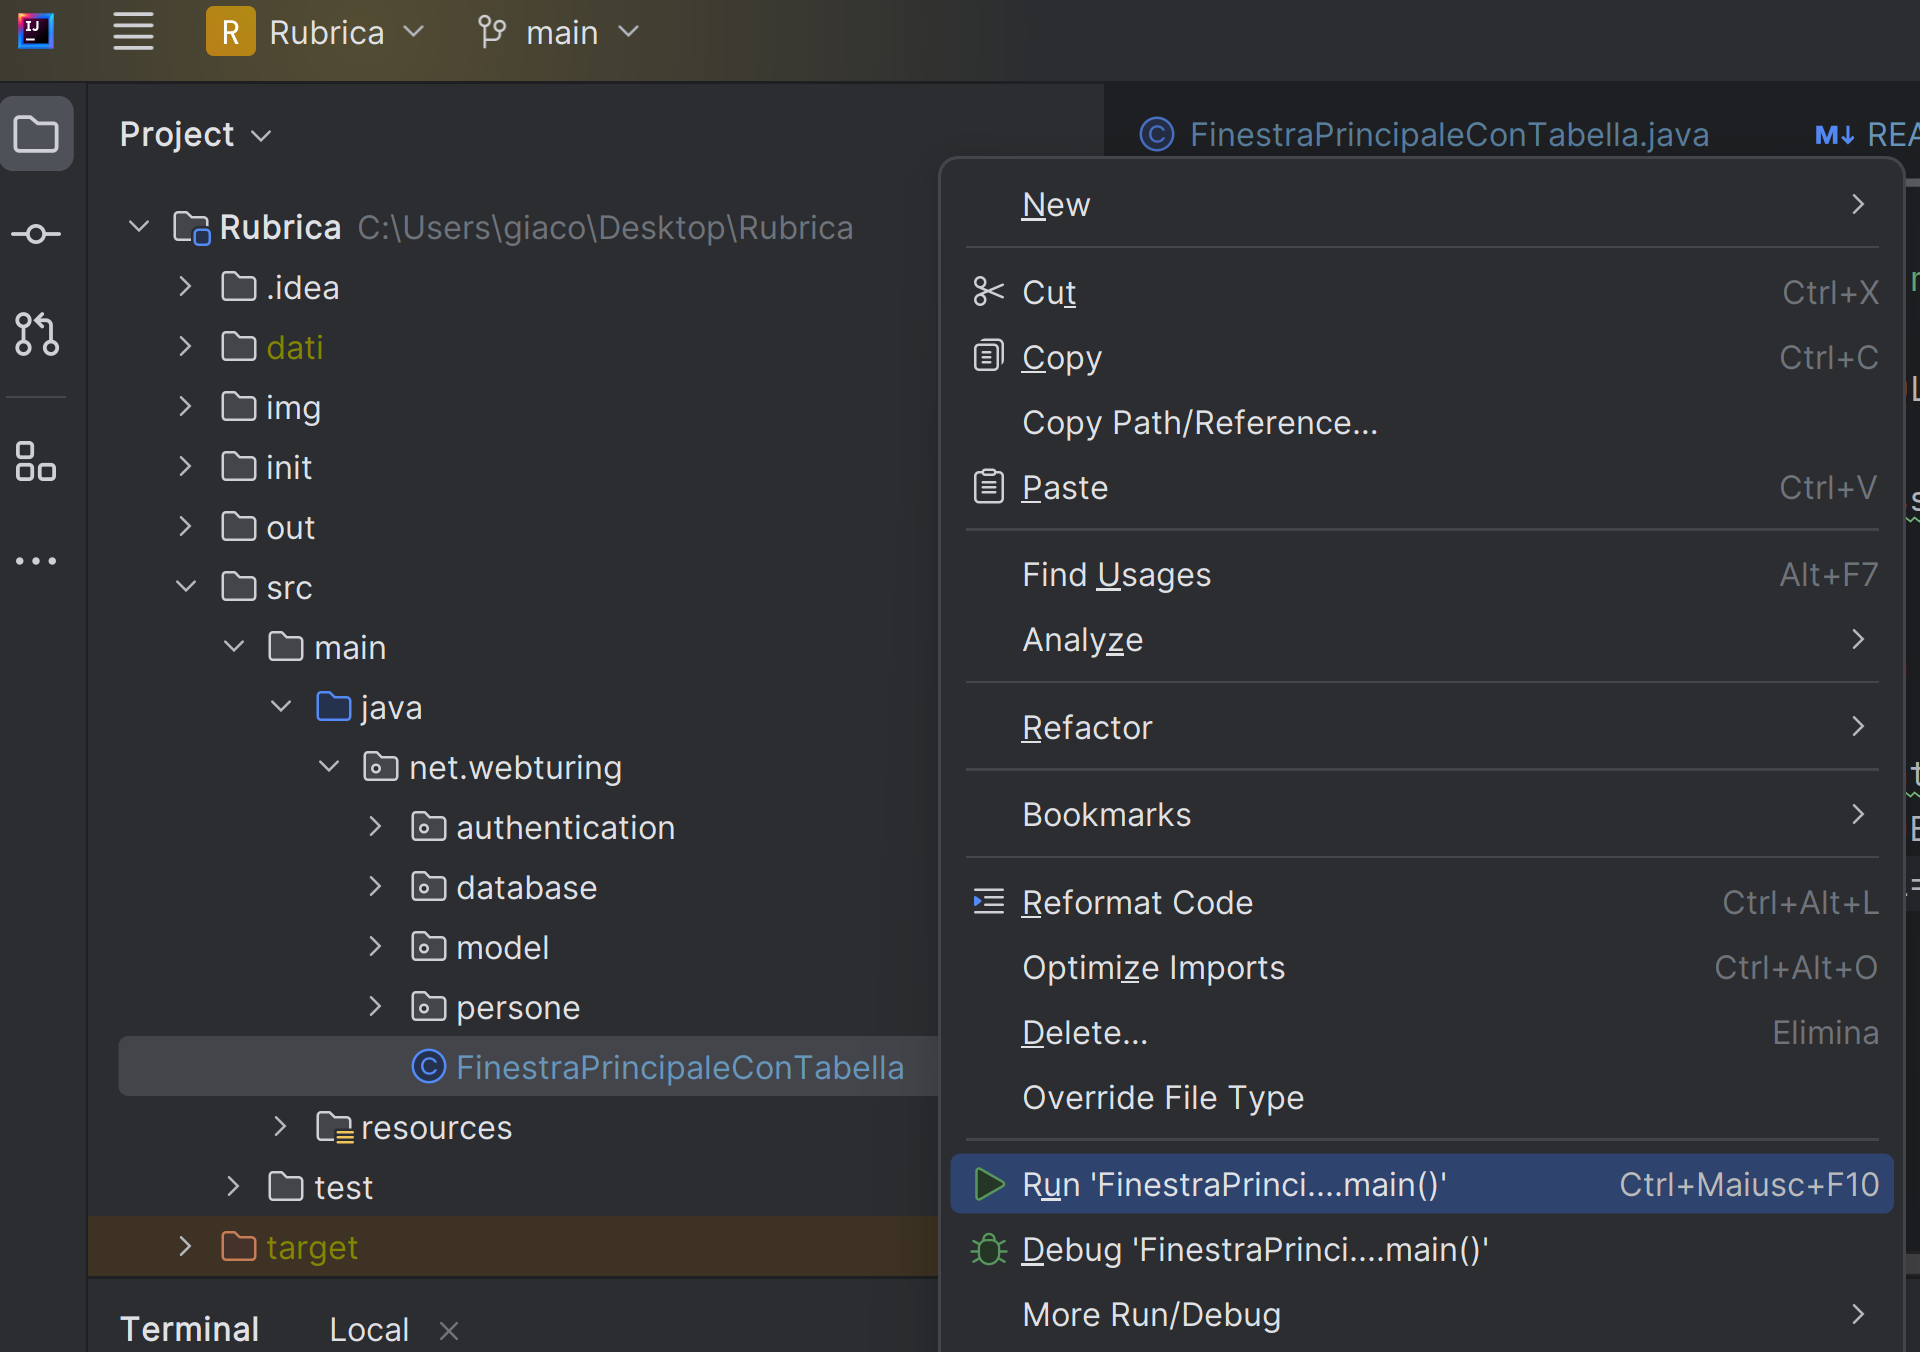 IJ
R Rubrica main
Project
FinestraPrincipaleConTabella.java
M↓ REA
Rubrica C:\Users\giaco\Desktop\Rubrica
.idea
dati
img
init
out
src
main
java
net.webturing
authentication
database
model
persone
FinestraPrincipaleConTabella
resources
test
target
Terminal Local
New
Cut Ctrl+X
Copy Ctrl+C
Copy Path/Reference...
Paste Ctrl+V
Find Usages Alt+F7
Analyze
Refactor
Bookmarks
Reformat Code Ctrl+Alt+L
Optimize Imports Ctrl+Alt+O
Delete... Elimina
Override File Type
Run 'FinestraPrinci....main()' Ctrl+Maiusc+F10
Debug 'FinestraPrinci....main()'
More Run/Debug